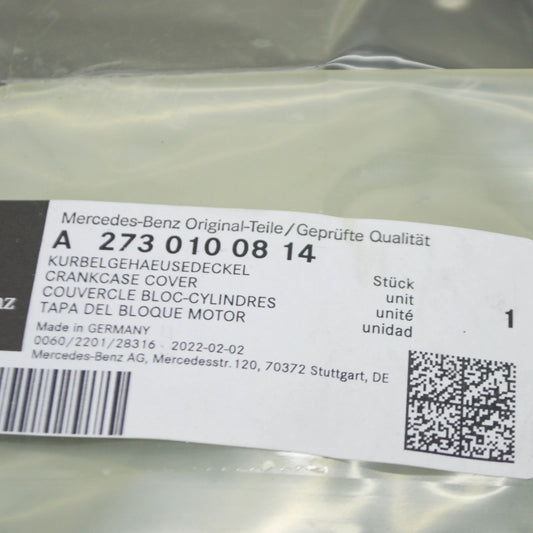 Mercedes-Benz Original-Teile/Geprüfte Qualität
A 273 010 08 14
KURBELGEHAEUSEDECKEL
CRANKCASE COVER
COUVERCLE BLOC-CYLINDRES
TAPA DEL BLOQUE MOTOR
Stück
unit
unité
unidad
1
Made in GERMANY
0060/2201/28316 - 2022-02-02
Mercedes-Benz AG, Mercedesstr. 120, 70372 Stuttgart, DE